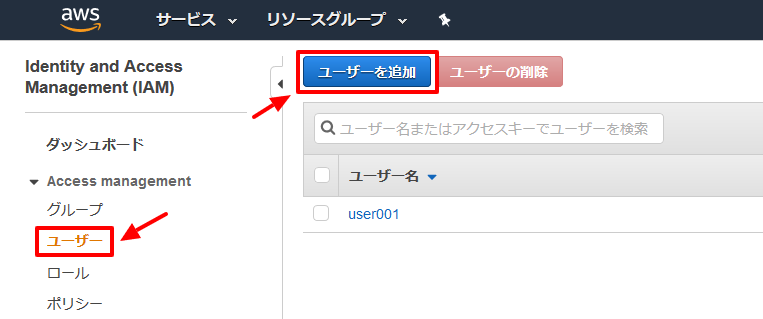 aws サービス リソースグループ
Identity and Access
Management (IAM)
ダッシュボード
Access management
グループ
ユーザー
ロール
ポリシー
ユーザーを追加 ユーザーの削除
ユーザー名またはアクセスキーでユーザーを検索
ユーザー名
user001